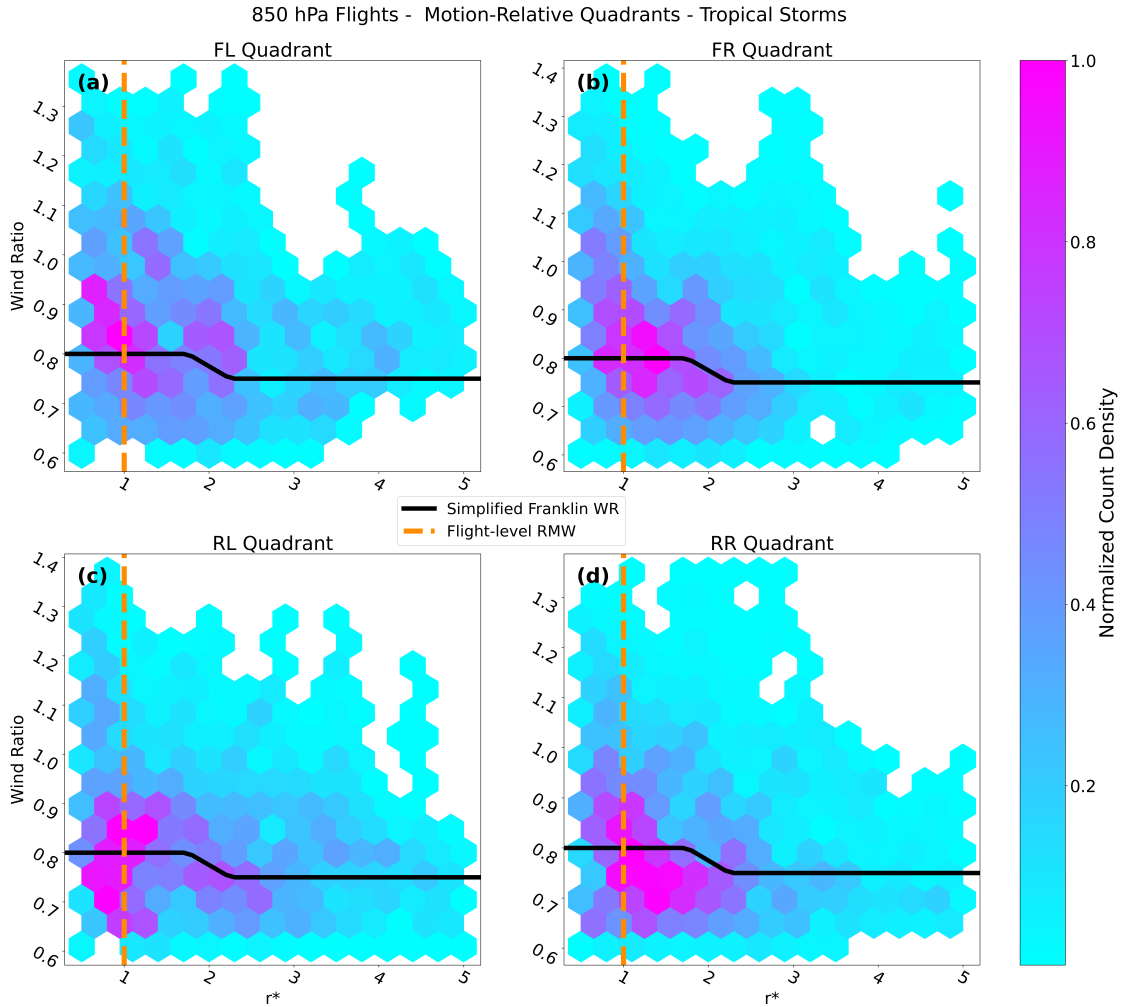 850 hPa Flights -  Motion-Relative Quadrants - Tropical Storms
FL Quadrant
FR Quadrant
(a)
(b)
1.3
1.2
1.1
1.0
0.9
0.8
0.7
0.6
Wind Ratio
1 2 3 4 5
1.4
1.3
1.2
1.1
1.0
0.9
0.8
0.7
0.6
1 2 3 4 5
Simplified Franklin WR
Flight-level RMW
RL Quadrant
RR Quadrant
(c)
(d)
1.4
1.3
1.2
1.1
1.0
0.9
0.8
0.7
0.6
Wind Ratio
1 2 3 4 5
r*
1.3
1.2
1.1
1.0
0.9
0.8
0.7
0.6
1 2 3 4 5
r*
1.0
0.8
0.6
0.4
0.2
Normalized Count Density